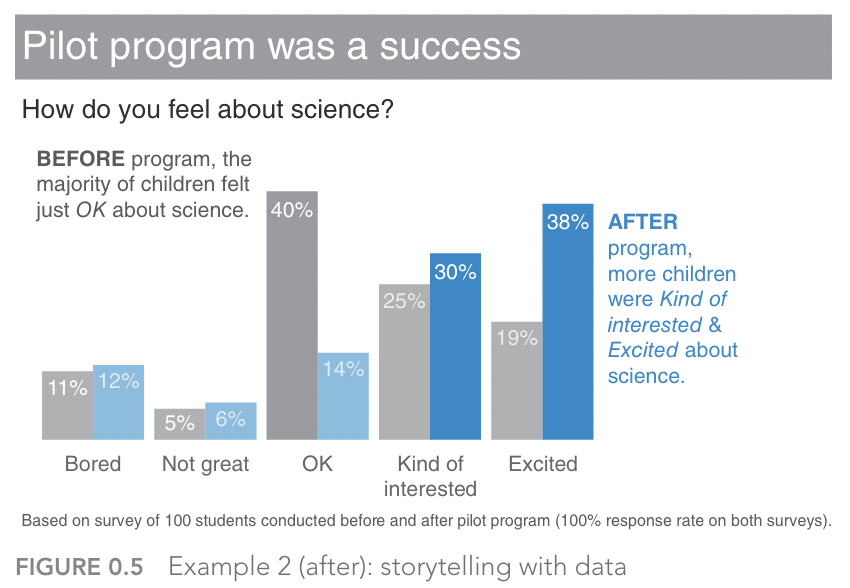 Pilot program was a success
How do you feel about science?
BEFORE program, the
majority of children felt
just OK about science.
40%
38%
AFTER
program,
more children
were Kind of
interested &
Excited about
science.
30%
25%
19%
14%
11%
12%
5%
6%
Bored
Not great
OK
Kind of
interested
Excited
Based on survey of 100 students conducted before and after pilot program (100% response rate on both surveys).
FIGURE 0.5 Example 2 (after): storytelling with data